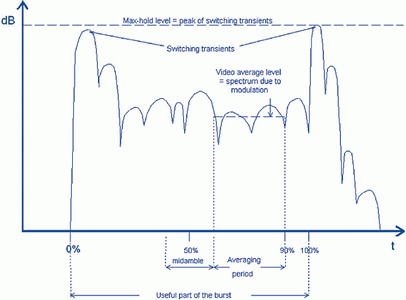 dB
Max-hold level = peak of switching transients
Switching transients
Video average level
= spectrum due to
modulation
t
0%
50%
90%
100%
midamble
Averaging
period
Useful part of the burst